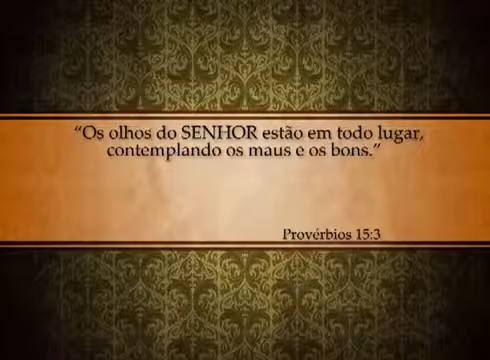 “Os olhos do SENHOR estão em todo lugar,
contemplando os maus e os bons.”
Provérbios 15:3